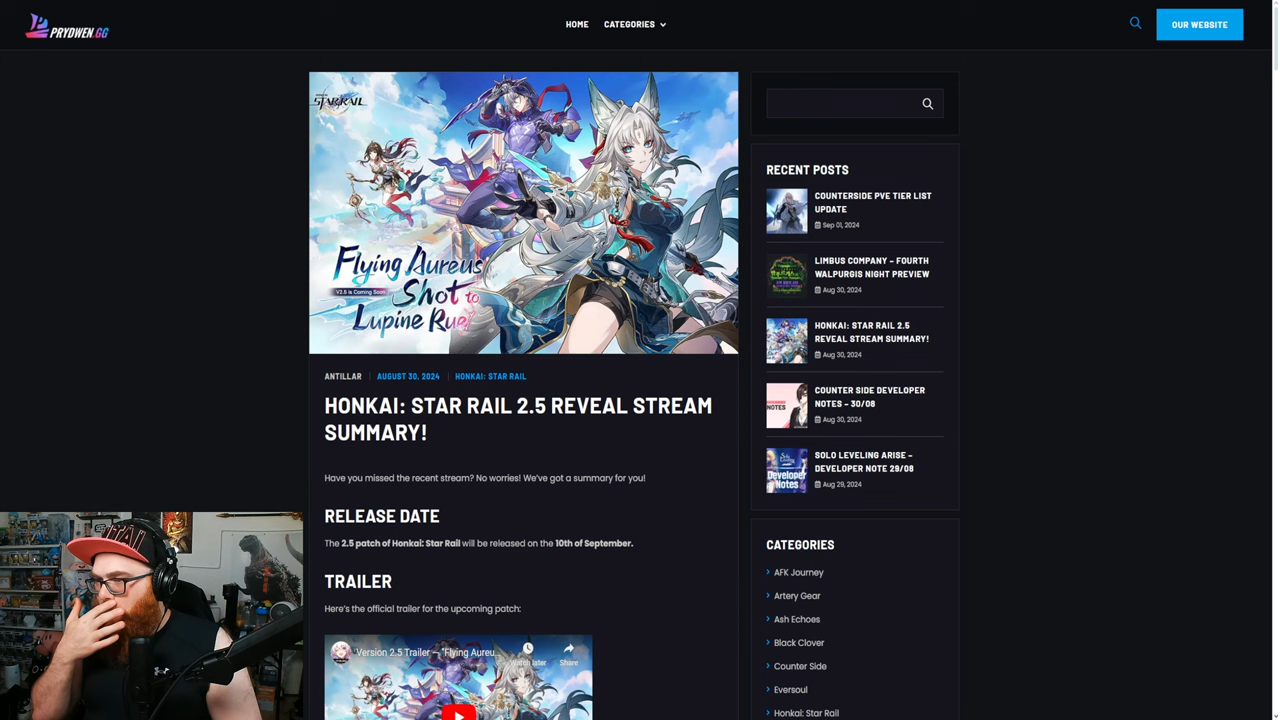 PRYDWEN.GG
HOME
CATEGORIES
OUR WEBSITE
HONKAI
STAR RAIL
Flying Aureus
V2.5 is Coming Soon
Shot to
Lupine Rue
ANTILLAR
AUGUST 30, 2024
HONKAI: STAR RAIL
HONKAI: STAR RAIL 2.5 REVEAL STREAM
SUMMARY!
Have you missed the recent stream? No worries! We've got a summary for you!
RELEASE DATE
The 2.5 patch of Honkai: Star Rail will be released on the 10th of September.
TRAILER
Here's the official trailer for the upcoming patch:
Version 2.5 Trailer — "Flying Aureu...
Watch later
Share
RECENT POSTS
COUNTERSIDE PVE TIER LIST
UPDATE
Sep 01, 2024
LIMBUS COMPANY – FOURTH
WALPURGIS NIGHT PREVIEW
Aug 30, 2024
HONKAI: STAR RAIL 2.5
REVEAL STREAM SUMMARY!
Aug 30, 2024
NOTES
COUNTER SIDE DEVELOPER
NOTES – 30/08
Aug 30, 2024
Developer
Notes
SOLO LEVELING ARISE –
DEVELOPER NOTE 29/08
Aug 29, 2024
CATEGORIES
AFK Journey
Artery Gear
Ash Echoes
Black Clover
Counter Side
Eversoul
Honkai: Star Rail